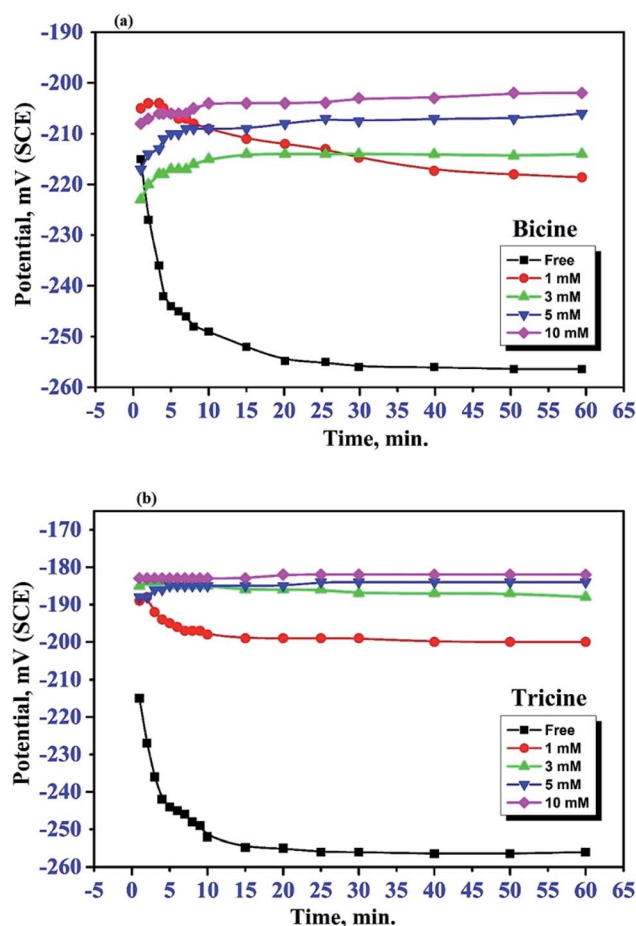 (a)
-190
-200
-210
-220
-230
-240
-250
-260
Potential, mV (SCE)
Bicine
Free
1 mM
3 mM
5 mM
10 mM
-5 0 5 10 15 20 25 30 35 40 45 50 55 60 65
Time, min.
(b)
-170
-180
-190
-200
-210
-220
-230
-240
-250
-260
Potential, mV (SCE)
Tricine
Free
1 mM
3 mM
5 mM
10 mM
-5 0 5 10 15 20 25 30 35 40 45 50 55 60 65
Time, min.